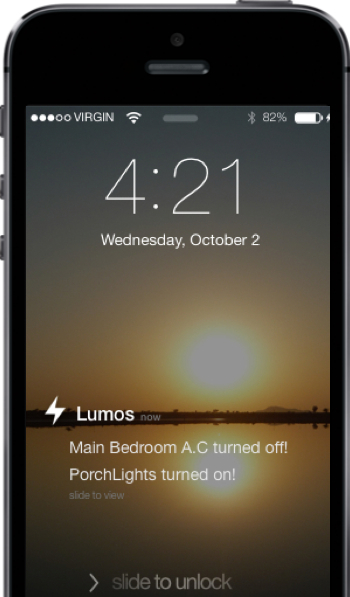 VIRGIN 82%
4:21
Wednesday, October 2
Lumos now
Main Bedroom A.C turned off!
PorchLights turned on!
slide to view
slide to unlock